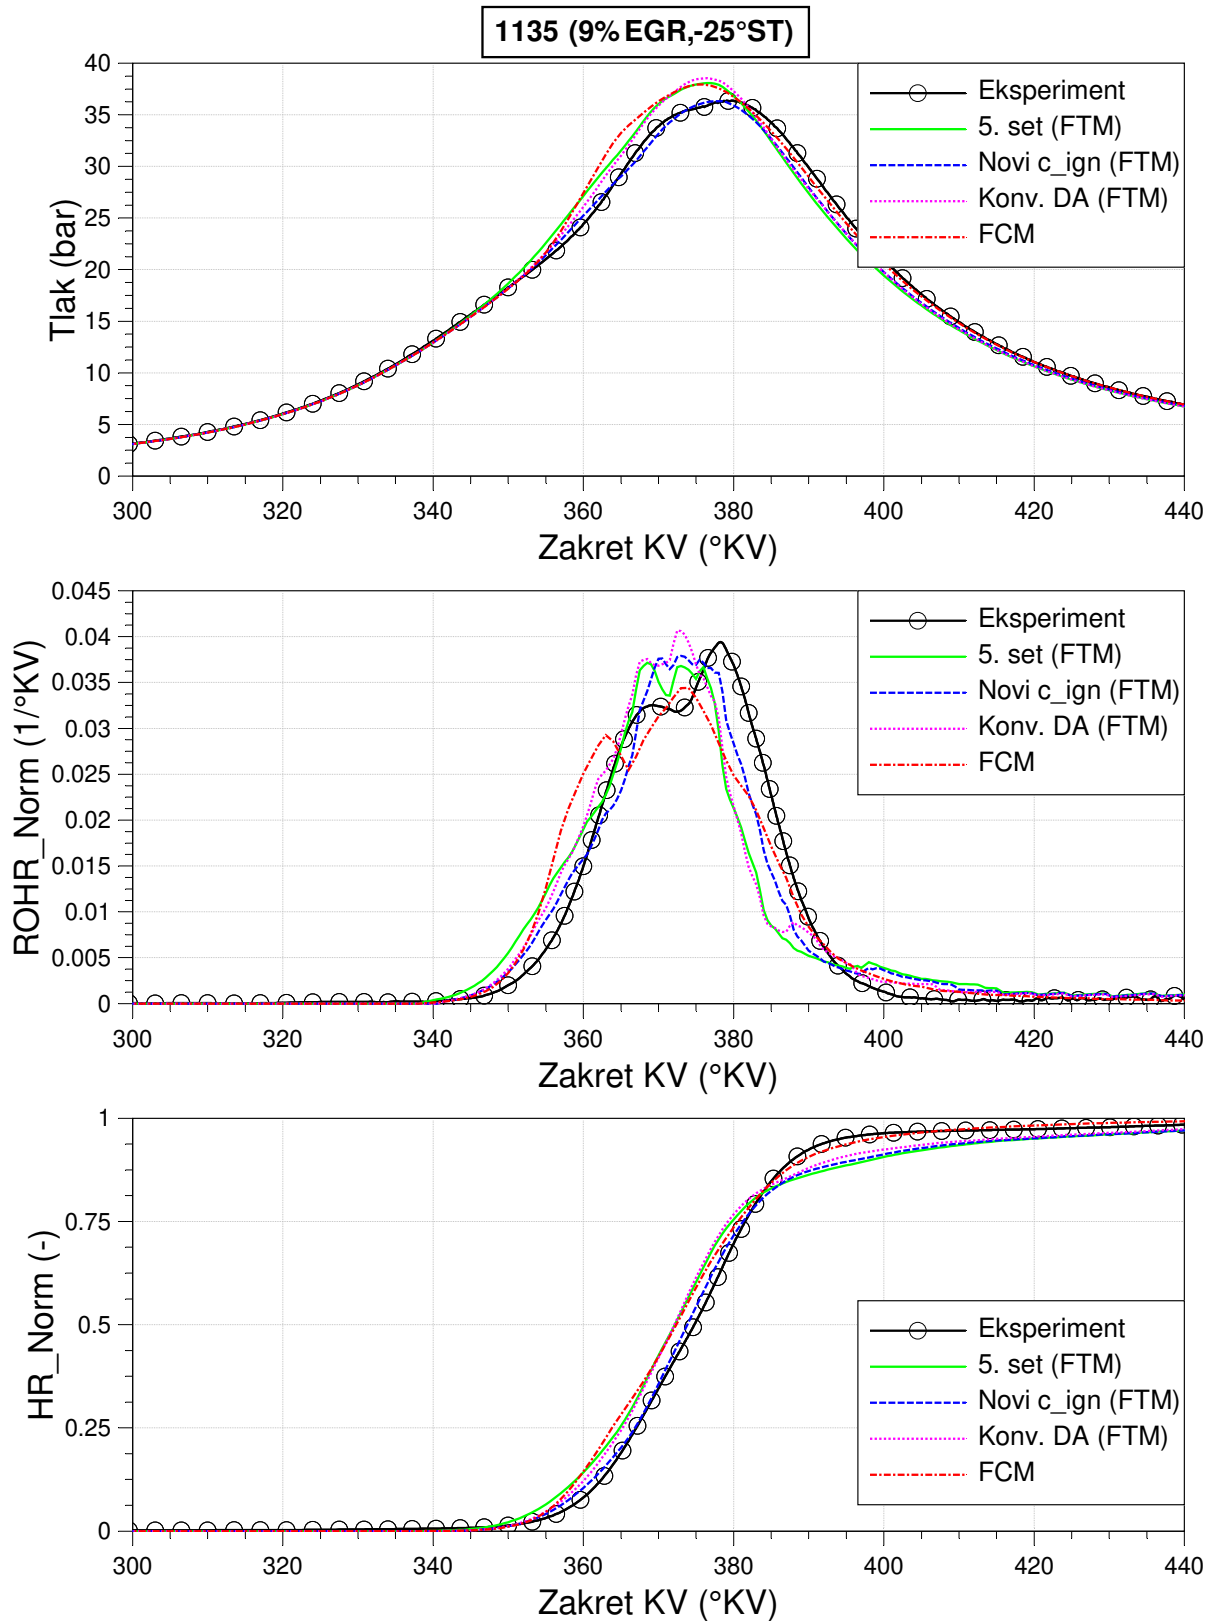 1135 (9% EGR,-25°ST)
Tlak (bar)
40
35
30
25
20
15
10
5
0
Eksperiment
5. set (FTM)
Novi c_ign (FTM)
Konv. DA (FTM)
FCM
300 320 340 360 380 400 420 440
Zakret KV (°KV)
ROHR_Norm (1/°KV)
0.045
0.04
0.035
0.03
0.025
0.02
0.015
0.01
0.005
0
Eksperiment
5. set (FTM)
Novi c_ign (FTM)
Konv. DA (FTM)
FCM
300 320 340 360 380 400 420 440
Zakret KV (°KV)
HR_Norm (-)
1
0.75
0.5
0.25
0
Eksperiment
5. set (FTM)
Novi c_ign (FTM)
Konv. DA (FTM)
FCM
300 320 340 360 380 400 420 440
Zakret KV (°KV)